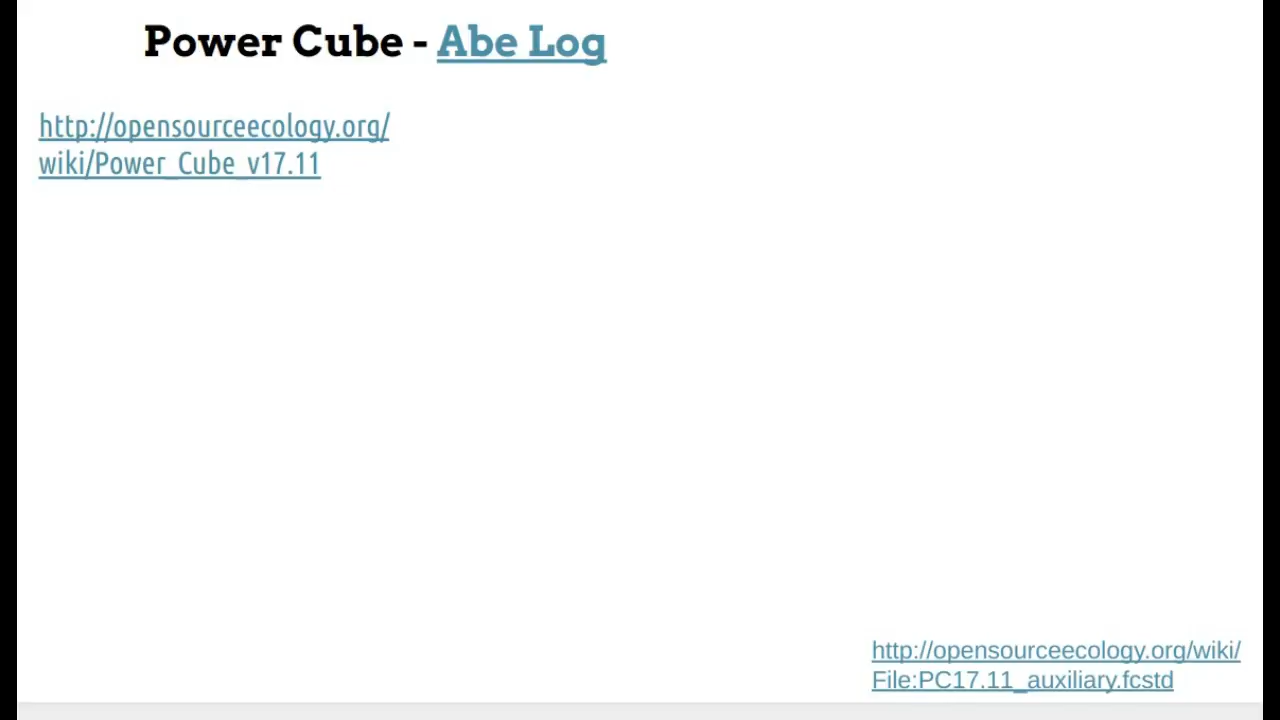 Power Cube - Abe Log
http://opensourceecology.org/
wiki/Power_Cube_v17.11
http://opensourceecology.org/wiki/
File:PC17.11_auxiliary.fcstd